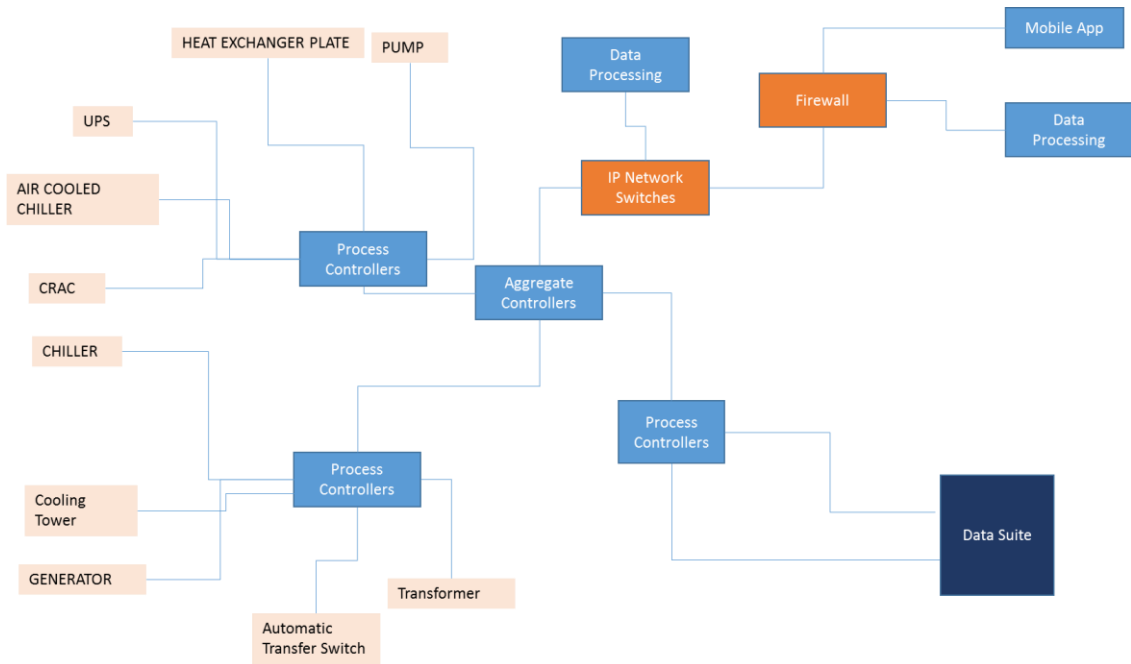 HEAT EXCHANGER PLATE
PUMP
Data
Processing
Mobile App
Firewall
UPS
Data
Processing
AIR COOLED
CHILLER
IP Network
Switches
Process
Controllers
Aggregate
Controllers
CRAC
CHILLER
Process
Controllers
Process
Controllers
Cooling
Tower
Data Suite
GENERATOR
Transformer
Automatic
Transfer Switch